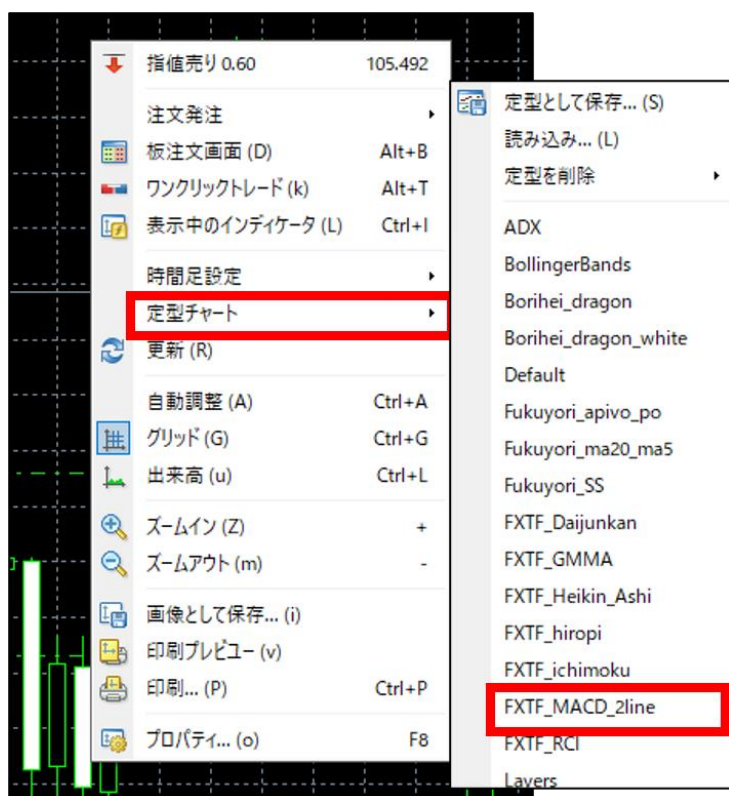 指値売り 0.60 105.492
注文発注
板注文画面 (D) Alt+B
ワンクリックトレード (k) Alt+T
表示中のインディケータ (L) Ctrl+I
時間足設定
定型チャート
更新 (R)
自動調整 (A) Ctrl+A
グリッド (G) Ctrl+G
出来高 (u) Ctrl+L
ズームイン (Z) +
ズームアウト (m) -
画像として保存... (i)
印刷プレビュー (v)
印刷... (P) Ctrl+P
プロパティ... (o) F8
定型として保存... (S)
読み込み... (L)
定型を削除
ADX
BollingerBands
Borihei_dragon
Borihei_dragon_white
Default
Fukuyori_apivo_po
Fukuyori_ma20_ma5
Fukuyori_SS
FXTF_Daijunkan
FXTF_GMMA
FXTF_Heikin_Ashi
FXTF_hiropi
FXTF_ichimoku
FXTF_MACD_2line
FXTF_RCI
Layers